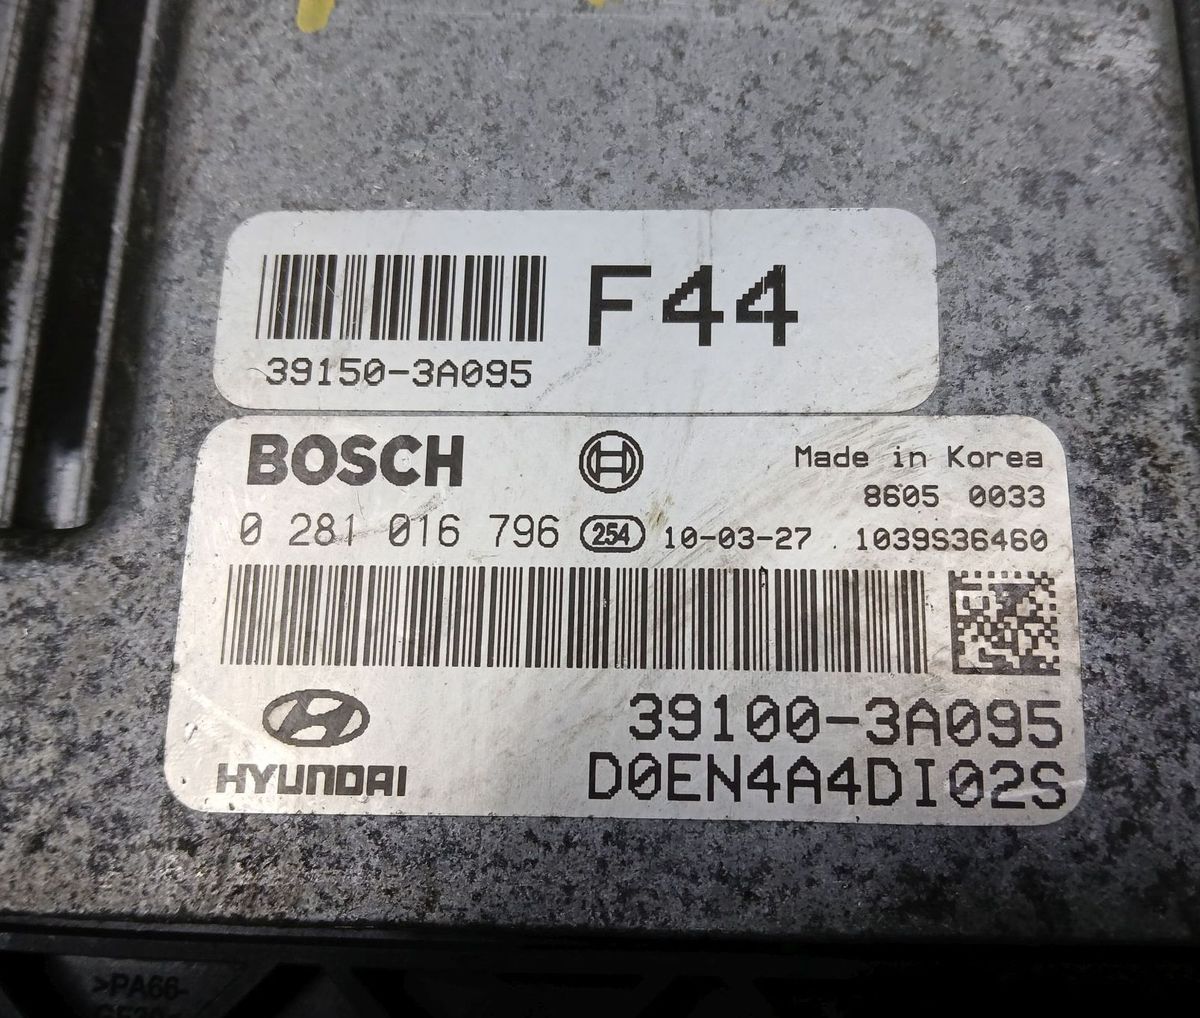 F44
39150-3A095
BOSCH
Made in Korea
8605 0033
0 281 016 796 254 10-03-27 1039S36460
39100-3A095
HYUNDAI
D0EN4A4DI02S
>PA66-